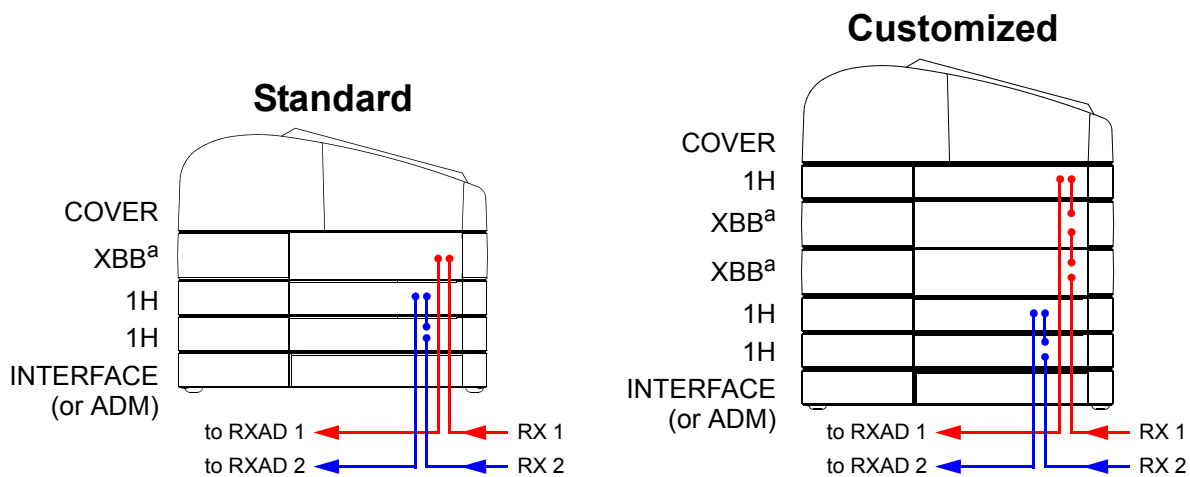 Standard
COVER
XBBa
1H
1H
INTERFACE
(or ADM)
to RXAD 1
RX 1
to RXAD 2
RX 2
Customized
COVER
1H
XBBa
XBBa
1H
1H
INTERFACE
(or ADM)
to RXAD 1
RX 1
to RXAD 2
RX 2